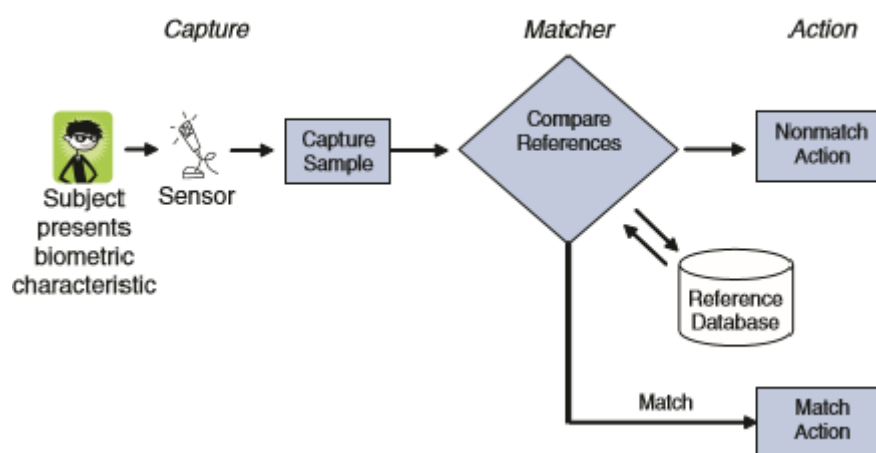 Capture
Matcher
Action
Subject
presents
biometric
characteristic
Sensor
Capture
Sample
Compare
References
Nonmatch
Action
Reference
Database
Match
Match
Action